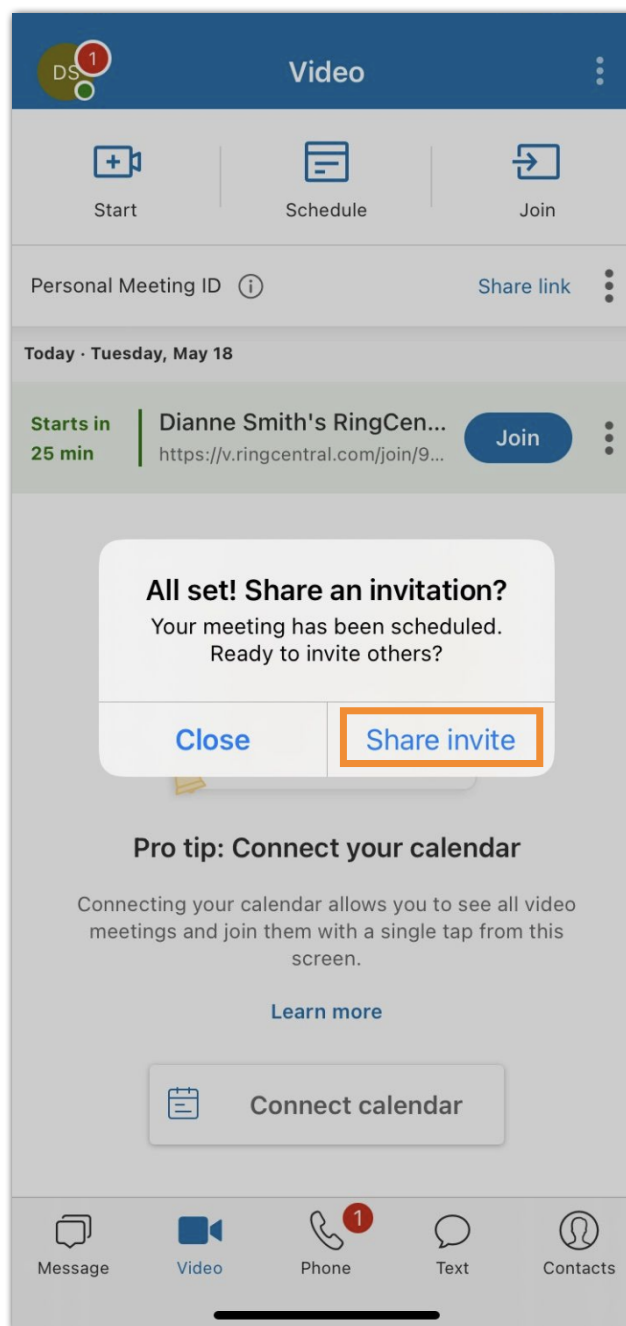 DS
1
Video
Start
Schedule
Join
Personal Meeting ID
Share link
Today · Tuesday, May 18
Starts in
25 min
Dianne Smith's RingCen...
https://v.ringcentral.com/join/9...
Join
All set! Share an invitation?
Your meeting has been scheduled.
Ready to invite others?
Close
Share invite
Pro tip: Connect your calendar
Connecting your calendar allows you to see all video
meetings and join them with a single tap from this
screen.
Learn more
Connect calendar
1
Message
Video
Phone
Text
Contacts